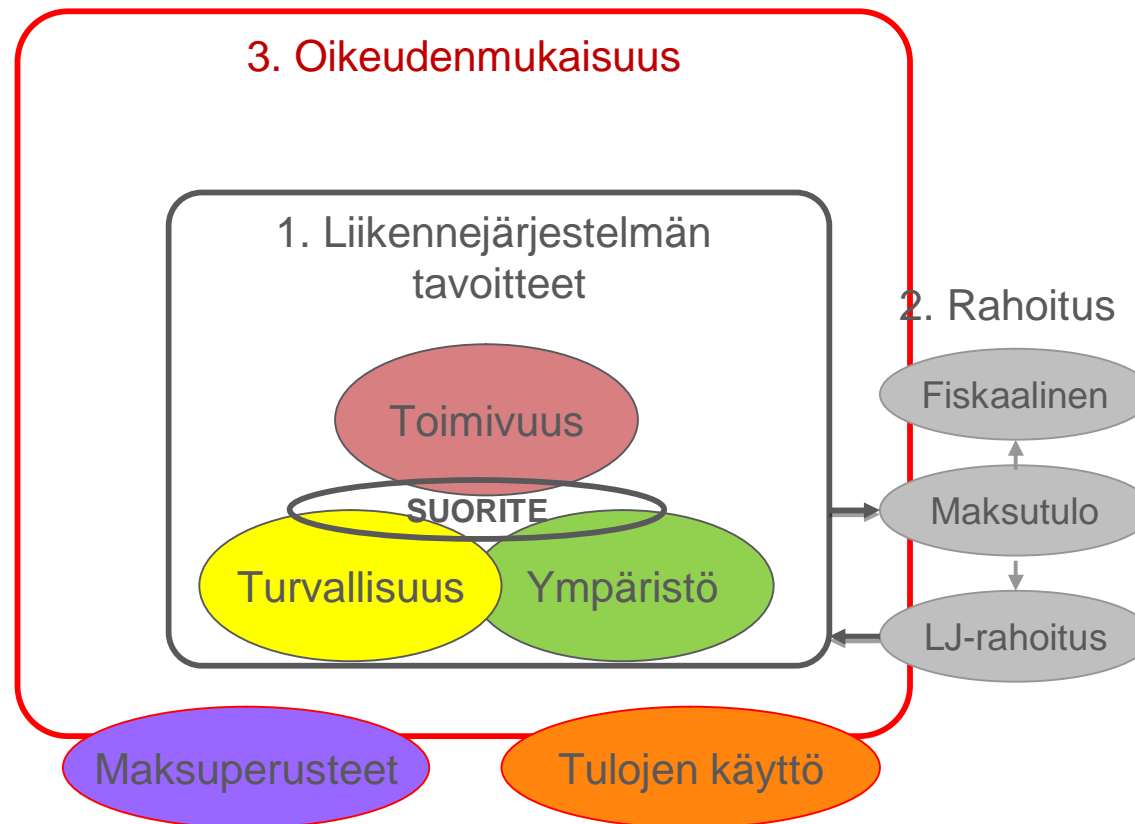 3. Oikeudenmukaisuus
1. Liikennejärjestelmän
tavoitteet
2. Rahoitus
Fiskaalinen
Toimivuus
SUORITE
Maksutulo
Turvallisuus
Ympäristö
LJ-rahoitus
Maksuperusteet
Tulojen käyttö